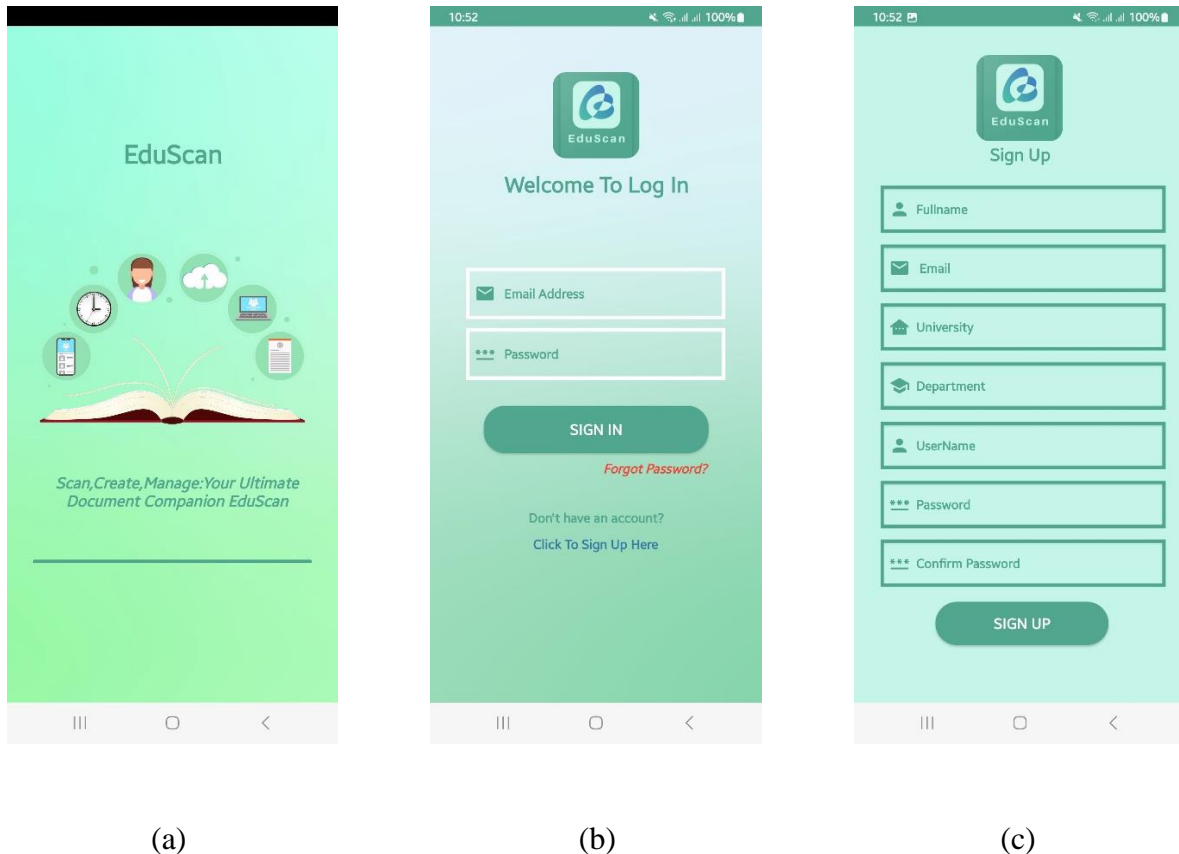 EduScan
Scan,Create,Manage:Your Ultimate
Document Companion EduScan
10:52
100%
EduScan
Welcome To Log In
Email Address
*** Password
SIGN IN
Forgot Password?
Don't have an account?
Click To Sign Up Here
10:52
100%
EduScan
Sign Up
Fullname
Email
University
Department
UserName
*** Password
*** Confirm Password
SIGN UP
(a)
(b)
(c)